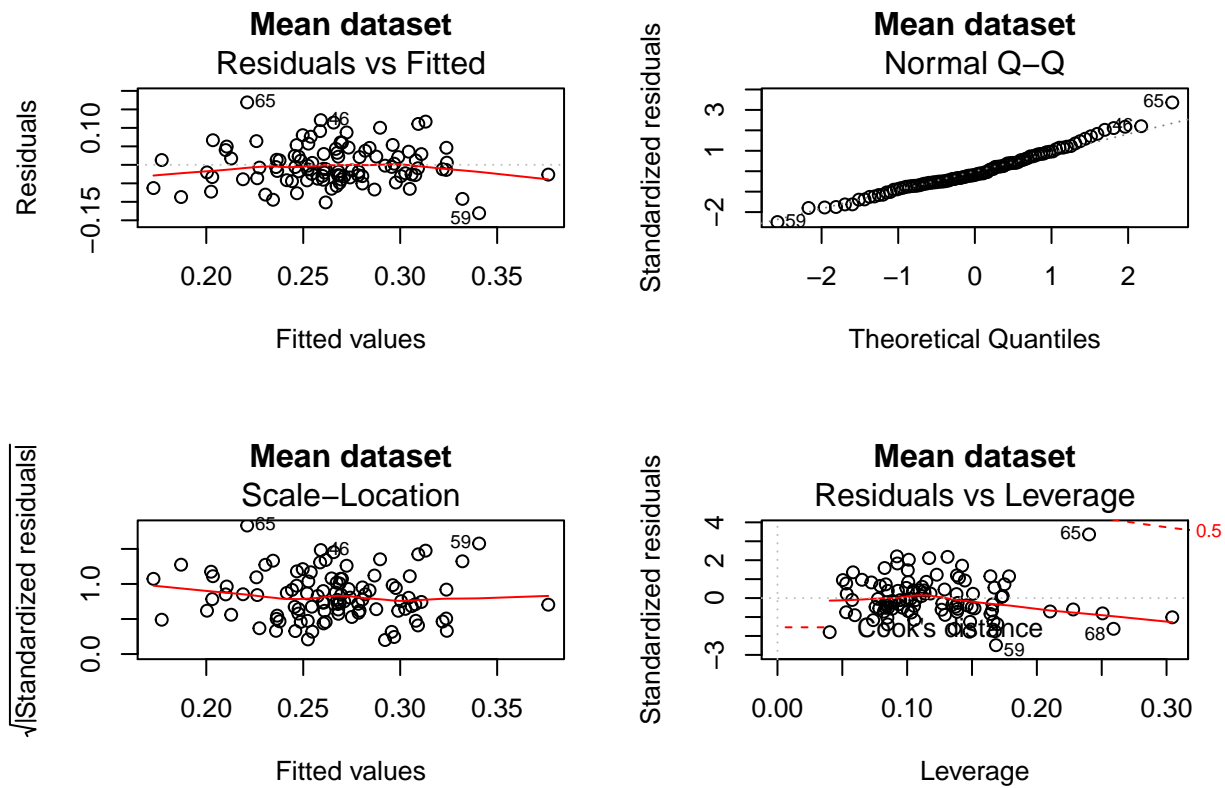 Mean dataset
Residuals vs Fitted
Residuals
0.10
−0.15
65
46
59
0.20 0.25 0.30 0.35
Fitted values
Mean dataset
Normal Q−Q
Standardized residuals
3
1
−2
65
46
59
−2 −1 0 1 2
Theoretical Quantiles
Mean dataset
Scale−Location
√|Standardized residuals|
1.0
0.0
65
46
59
0.20 0.25 0.30 0.35
Fitted values
Mean dataset
Residuals vs Leverage
Standardized residuals
4
2
0
−3
65
0.5
Cook's distance
68
59
0.00 0.10 0.20 0.30
Leverage